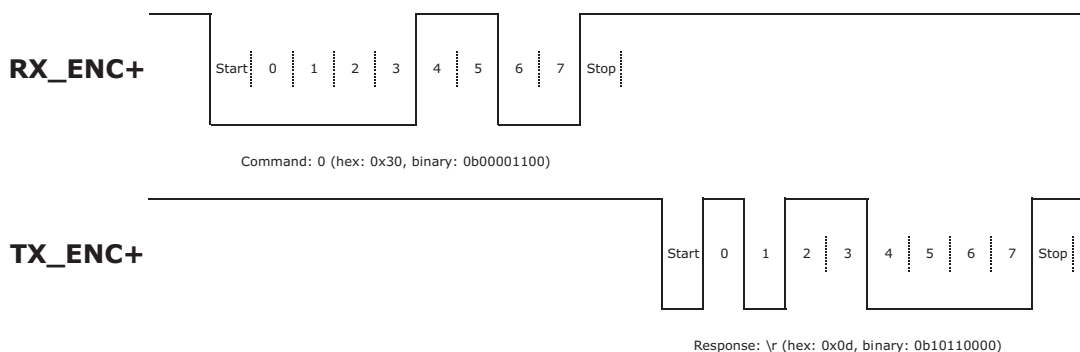 RX_ENC+
Start 0 1 2 3 4 5 6 7 Stop
Command: 0 (hex: 0x30, binary: 0b00001100)
TX_ENC+
Start 0 1 2 3 4 5 6 7 Stop
Response: \r (hex: 0x0d, binary: 0b10110000)